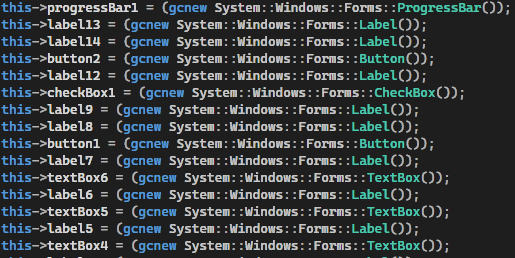 this->progressBar1 = (gcnew System::Windows::Forms::ProgressBar());
this->label13 = (gcnew System::Windows::Forms::Label());
this->label14 = (gcnew System::Windows::Forms::Label());
this->button2 = (gcnew System::Windows::Forms::Button());
this->label12 = (gcnew System::Windows::Forms::Label());
this->checkBox1 = (gcnew System::Windows::Forms::CheckBox());
this->label9 = (gcnew System::Windows::Forms::Label());
this->label8 = (gcnew System::Windows::Forms::Label());
this->button1 = (gcnew System::Windows::Forms::Button());
this->label7 = (gcnew System::Windows::Forms::Label());
this->textBox6 = (gcnew System::Windows::Forms::TextBox());
this->label6 = (gcnew System::Windows::Forms::Label());
this->textBox5 = (gcnew System::Windows::Forms::TextBox());
this->label5 = (gcnew System::Windows::Forms::Label());
this->textBox4 = (gcnew System::Windows::Forms::TextBox());